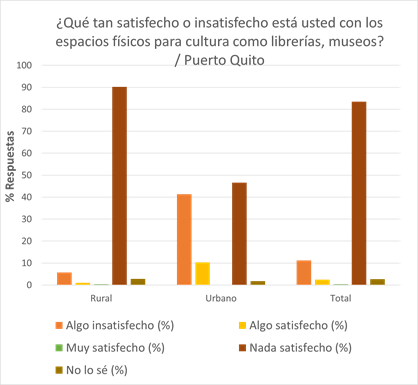 ¿Qué tan satisfecho o insatisfecho está usted con los
espacios físicos para cultura como librerías, museos?
/ Puerto Quito
% Respuestas
100
90
80
70
60
50
40
30
20
10
0
Rural Urbano Total
Algo insatisfecho (%) Algo satisfecho (%)
Muy satisfecho (%) Nada satisfecho (%)
No lo sé (%)